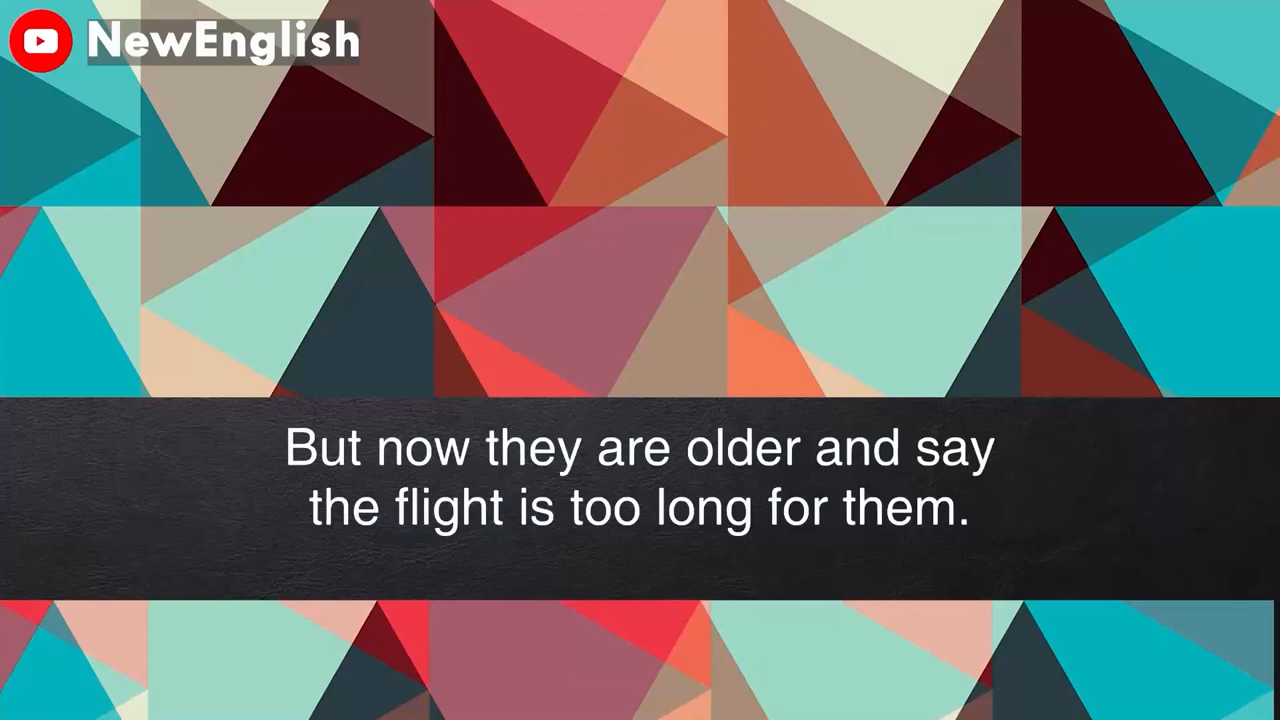 NewEnglish
But now they are older and say
the flight is too long for them.